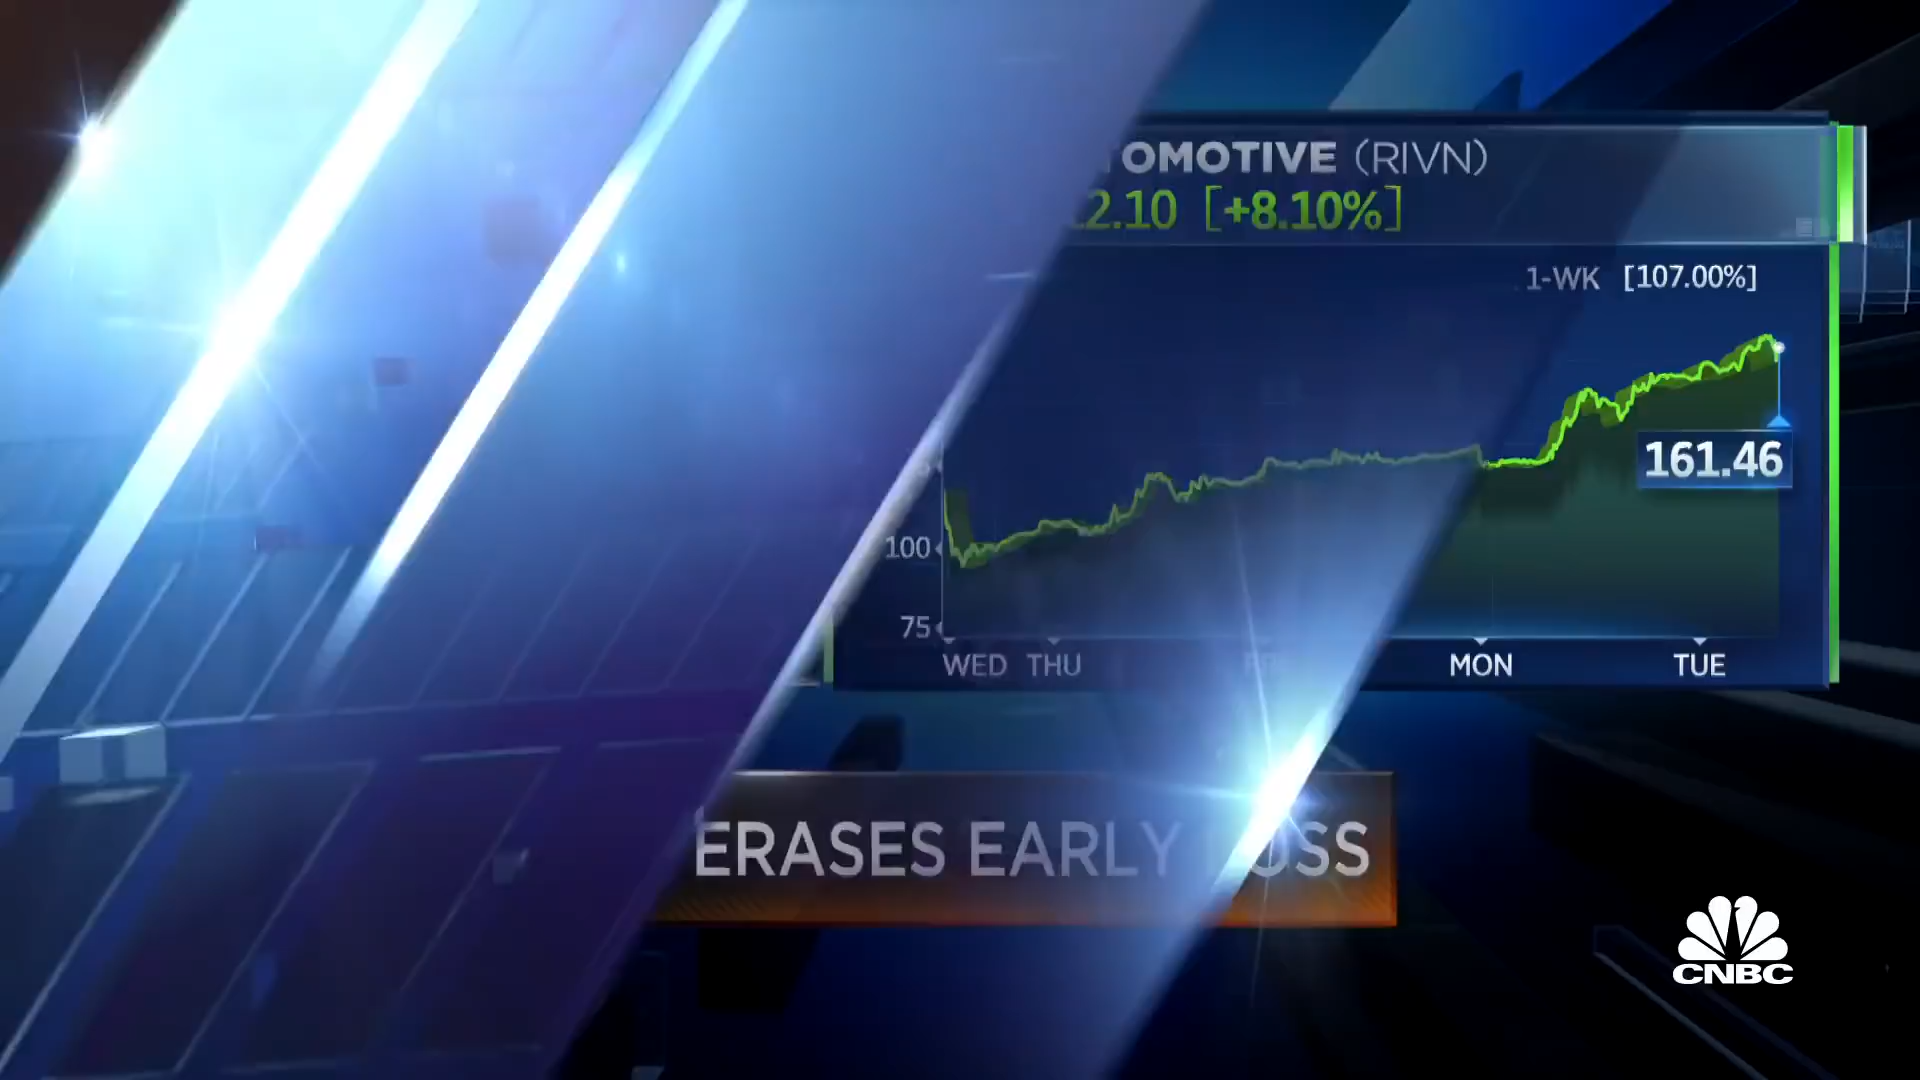 OMOTIVE (RIVN)
2.10 [+8.10%]
1-WK [107.00%]
161.46
100
75
WED THU MON TUE
ERASES EARLY
CNBC